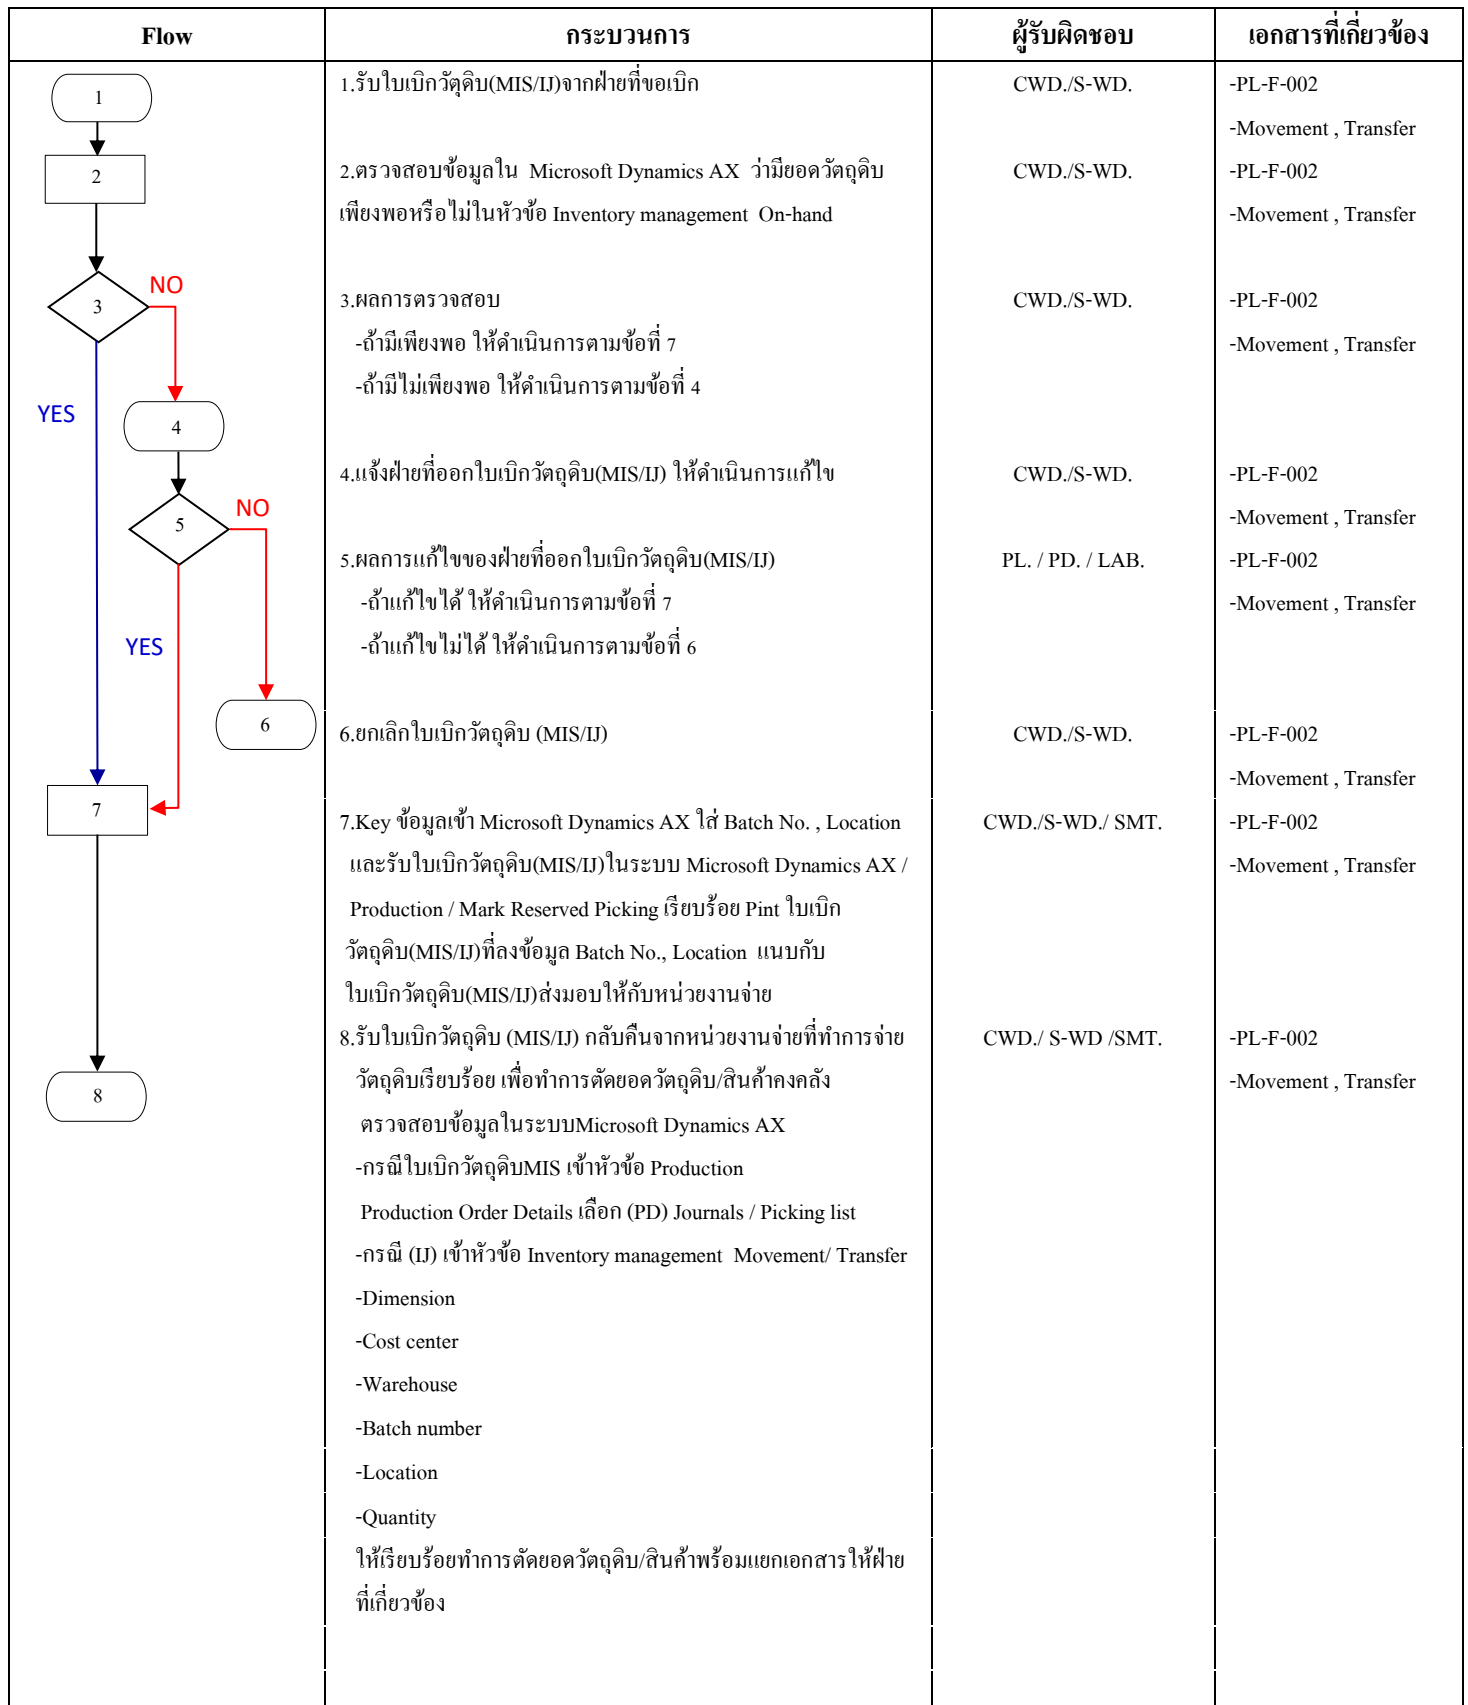 Flow กระบวนการ ผู้รับผิดชอบ เอกสารที่เกี่ยวข้อง
1 1.รับใบเบิกวัตุดิบ(MIS/IJ)จากฝ่ายที่ขอเบิก CWD./S-WD. -PL-F-002
-Movement , Transfer
2 2.ตรวจสอบข้อมูลใน Microsoft Dynamics AX ว่ามียอดวัตถุดิบ CWD./S-WD. -PL-F-002
เพียงพอหรือไม่ในหัวข้อ Inventory management On-hand -Movement , Transfer
NO
3 3.ผลการตรวจสอบ CWD./S-WD. -PL-F-002
-ถ้ามีเพียงพอ ให้ดำเนินการตามข้อที่ 7 -Movement , Transfer
-ถ้ามีไม่เพียงพอ ให้ดำเนินการตามข้อที่ 4
YES
4
4.แจ้งฝ่ายที่ออกใบเบิกวัตถุดิบ(MIS/IJ) ให้ดำเนินการแก้ไข CWD./S-WD. -PL-F-002
NO
5 -Movement , Transfer
5.ผลการแก้ไขของฝ่ายที่ออกใบเบิกวัตถุดิบ(MIS/IJ) PL. / PD. / LAB. -PL-F-002
-ถ้าแก้ไขได้ ให้ดำเนินการตามข้อที่ 7 -Movement , Transfer
YES -ถ้าแก้ไขไม่ได้ ให้ดำเนินการตามข้อที่ 6
6 6.ยกเลิกใบเบิกวัตถุดิบ (MIS/IJ) CWD./S-WD. -PL-F-002
-Movement , Transfer
7 7.Key ข้อมูลเข้า Microsoft Dynamics AX ใส่ Batch No. , Location CWD./S-WD./ SMT. -PL-F-002
และรับใบเบิกวัตถุดิบ(MIS/IJ)ในระบบ Microsoft Dynamics AX / -Movement , Transfer
Production / Mark Reserved Picking เรียบร้อย Pint ใบเบิก
วัตถุดิบ(MIS/IJ)ที่ลงข้อมูล Batch No., Location แนบกับ
ใบเบิกวัตถุดิบ(MIS/IJ)ส่งมอบให้กับหน่วยงานจ่าย
8.รับใบเบิกวัตถุดิบ (MIS/IJ) กลับคืนจากหน่วยงานจ่ายที่ทำการจ่าย CWD./ S-WD /SMT. -PL-F-002
8 วัตถุดิบเรียบร้อย เพื่อทำการตัดยอดวัตถุดิบ/สินค้าคงคลัง -Movement , Transfer
ตรวจสอบข้อมูลในระบบMicrosoft Dynamics AX
-กรณีใบเบิกวัตถุดิบMIS เข้าหัวข้อ Production
Production Order Details เลือก (PD) Journals / Picking list
-กรณี (IJ) เข้าหัวข้อ Inventory management Movement/ Transfer
-Dimension
-Cost center
-Warehouse
-Batch number
-Location
-Quantity
ให้เรียบร้อยทำการตัดยอดวัตถุดิบ/สินค้าพร้อมแยกเอกสารให้ฝ่าย
ที่เกี่ยวข้อง